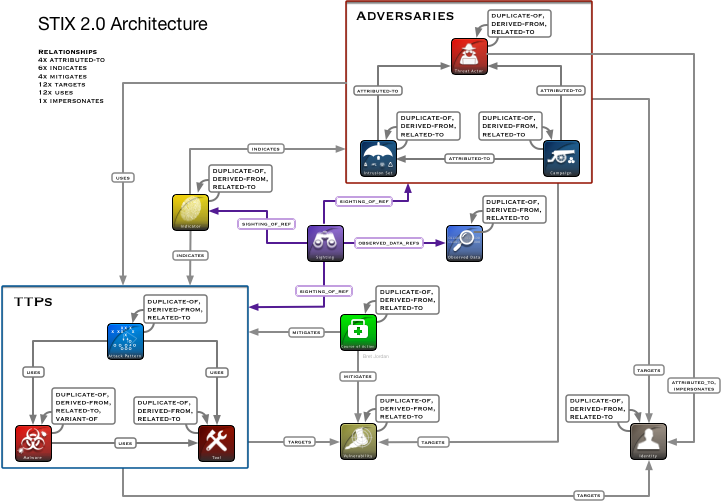 STIX 2.0 Architecture
RELATIONSHIPS
4X ATTRIBUTED-TO
6X INDICATES
4X MITIGATES
12X TARGETS
12X USES
1X IMPERSONATES
ADVERSARIES
DUPLICATE-OF,
DERIVED-FROM,
RELATED-TO
Threat Actor
ATTRIBUTED-TO
ATTRIBUTED-TO
DUPLICATE-OF,
DERIVED-FROM,
RELATED-TO
DUPLICATE-OF,
DERIVED-FROM,
RELATED-TO
INDICATES
ATTRIBUTED-TO
Intrusion Set
Campaign
USES
DUPLICATE-OF,
DERIVED-FROM,
RELATED-TO
Indicator
SIGHTING_OF_REF
SIGHTING_OF_REF
DUPLICATE-OF,
DERIVED-FROM,
RELATED-TO
OBSERVED_DATA_REFS
Sighting
Observed Data
INDICATES
SIGHTING_OF_REF
TTPs
DUPLICATE-OF,
DERIVED-FROM,
RELATED-TO
Attack Pattern
DUPLICATE-OF,
DERIVED-FROM,
RELATED-TO
MITIGATES
Course of Action
Bret Jordan
USES
USES
MITIGATES
TARGETS
ATTRIBUTED_TO,
IMPERSONATES
DUPLICATE-OF,
DERIVED-FROM,
RELATED-TO,
VARIANT-OF
Malware
USES
DUPLICATE-OF,
DERIVED-FROM,
RELATED-TO
Tool
TARGETS
DUPLICATE-OF,
DERIVED-FROM,
RELATED-TO
Vulnerability
TARGETS
DUPLICATE-OF,
DERIVED-FROM,
RELATED-TO
Identity
TARGETS